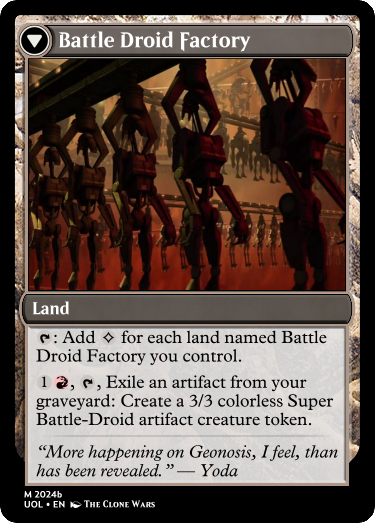 Battle Droid Factory
Land
: Add for each land named Battle
Droid Factory you control.
1 , , Exile an artifact from your
graveyard: Create a 3/3 colorless Super
Battle-Droid artifact creature token.
“More happening on Geonosis, I feel, than
has been revealed.” — Yoda
M 2024b
UOL • EN The Clone Wars